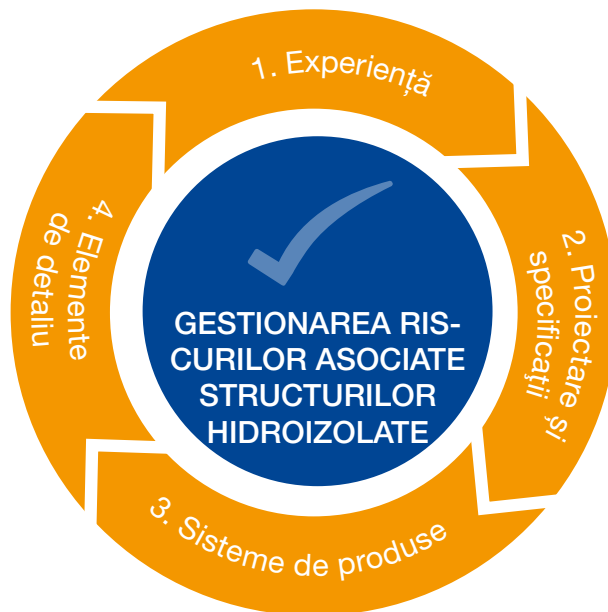 1. Experiență
2. Proiectare și
specificații
3. Sisteme de produse
4. Elemente
de detaliu
GESTIONAREA RIS-
CURILOR ASOCIATE
STRUCTURILOR
HIDROIZOLATE